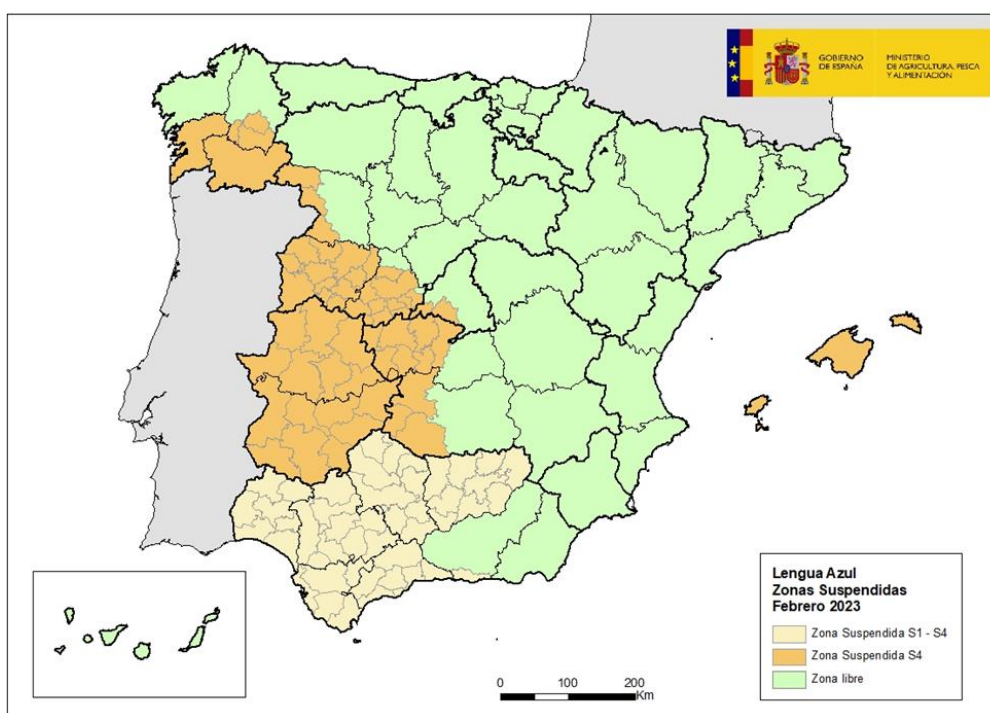 GOBIERNO
DE ESPAÑA
MINISTERIO
DE AGRICULTURA, PESCA
Y ALIMENTACIÓN
Lengua Azul
Zonas Suspendidas
Febrero 2023
Zona Suspendida S1 - S4
Zona Suspendida S4
Zona libre
0 100 200
Km